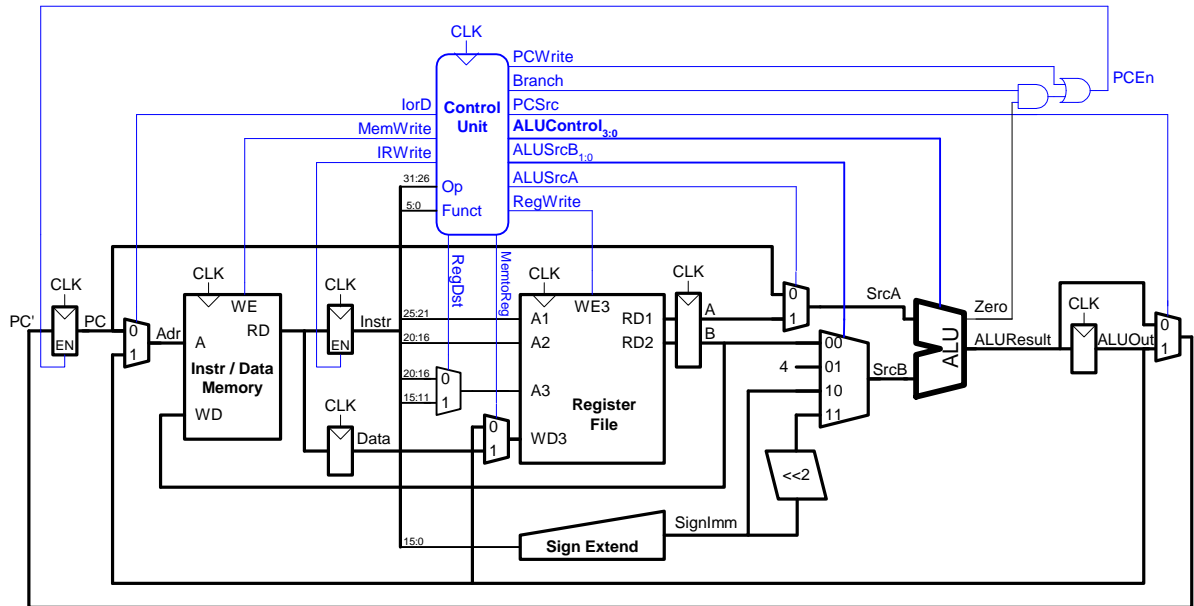 CLK
PCWrite
Branch
PCEn
IorD
Control
Unit
PCSrc
MemWrite
ALUControl3:0
IRWrite
ALUSrcB1:0
31:26
Op
ALUSrcA
5:0
Funct
RegWrite
RegDst
MemtoReg
CLK
CLK
CLK
CLK
CLK
CLK
PC'
PC
EN
0
1
Adr
WE
A
RD
Instr / Data
Memory
WD
EN
Instr
25:21
20:16
A1
A2
WE3
RD1
RD2
A
B
0
1
SrcA
Zero
ALU
ALUResult
ALUOut
0
1
00
4
01
10
11
SrcB
20:16
15:11
0
1
A3
Register
File
CLK
Data
0
1
WD3
<<2
SignImm
15:0
Sign Extend